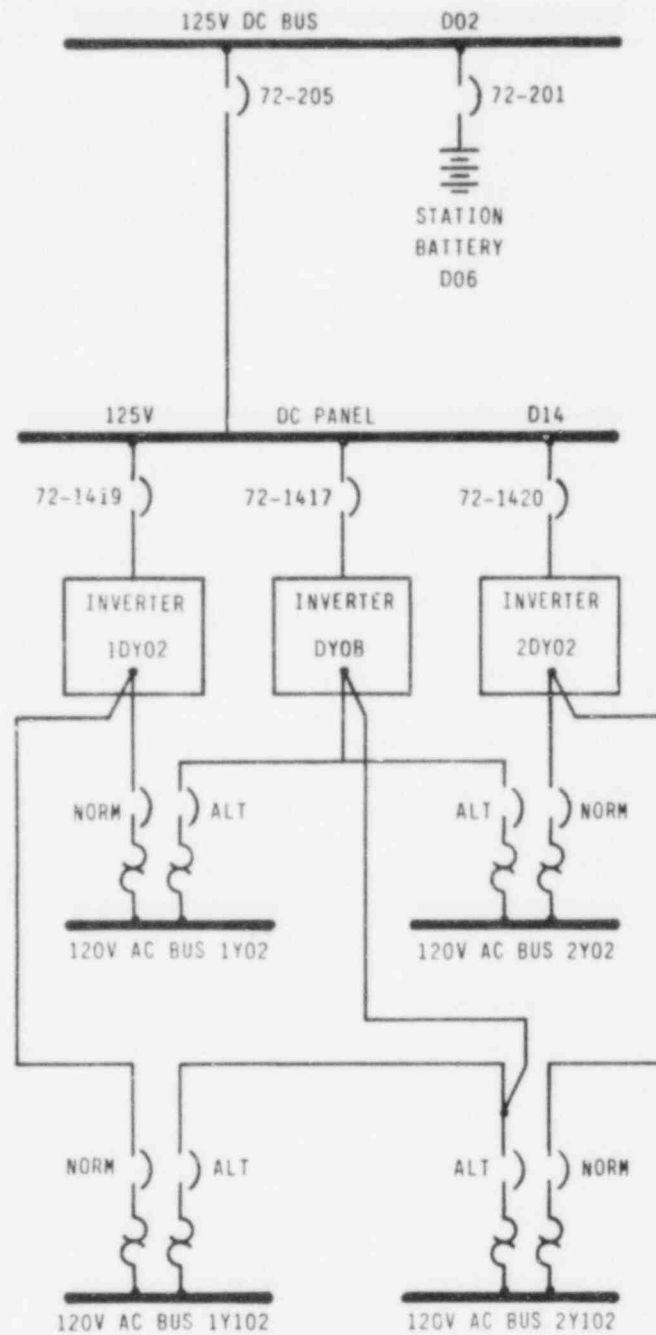 125V DC BUS D02
72-205
72-201
STATION
BATTERY
D06
125V DC PANEL D14
72-1419
72-1417
72-1420
INVERTER
1DY02
INVERTER
DY0B
INVERTER
2DY02
NORM
ALT
ALT
NORM
120V AC BUS 1Y02
120V AC BUS 2Y02
NORM
ALT
ALT
NORM
120V AC BUS 1Y102
120V AC BUS 2Y102